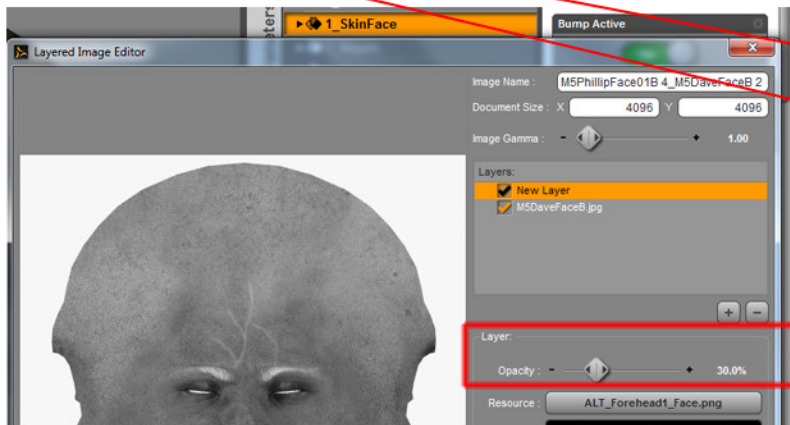 1_SkinFace
Bump Active
Layered Image Editor
Image Name : M5PhillipFace01B 4_M5DaveFaceB 2
Document Size : X 4096 Y 4096
Image Gamma : - + 1.00
Layers:
New Layer
M5DaveFaceB.jpg
+ -
Layer:
Opacity : - + 30.0%
Resource : ALT_Forehead1_Face.png